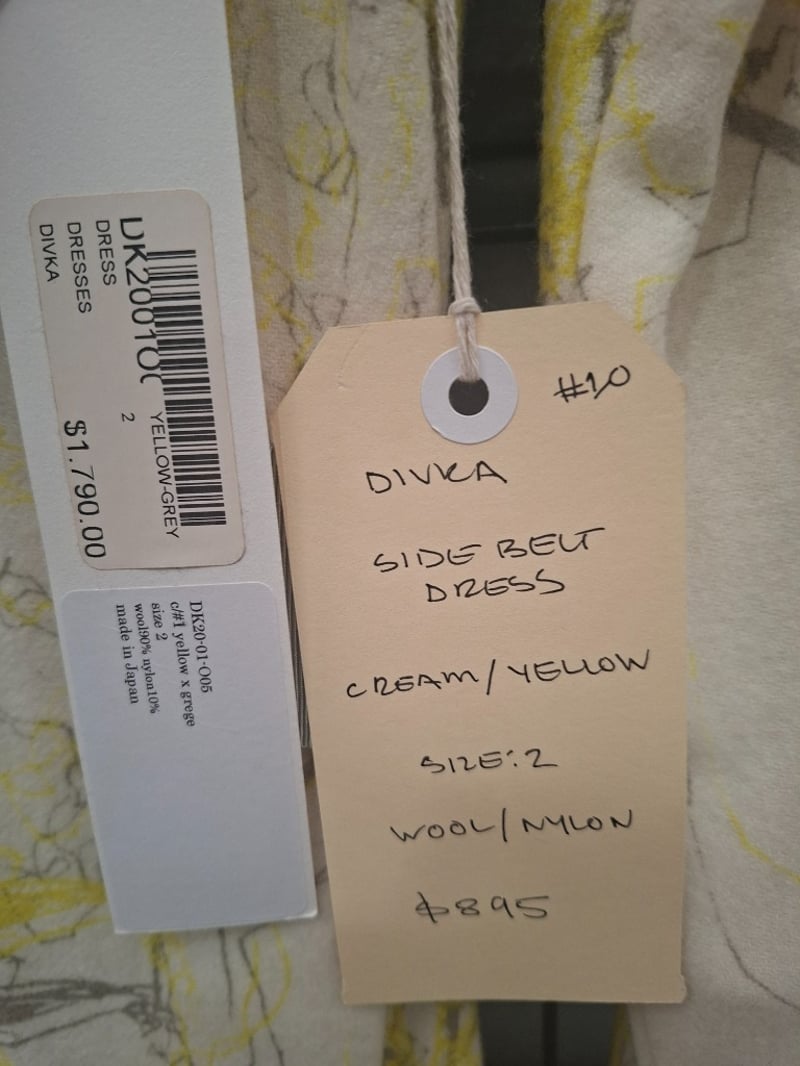 DK2001O
YELLOW-GREY
DRESS
2
DRESSES
DIVKA
$1,790.00
DK20-01-O05
c/#1 yellow x grege
size 2
wool90% nylon10%
made in Japan
#10
DIVKA
SIDE BELT
DRESS
CREAM/YELLOW
SIZE:2
WOOL/NYLON
$895